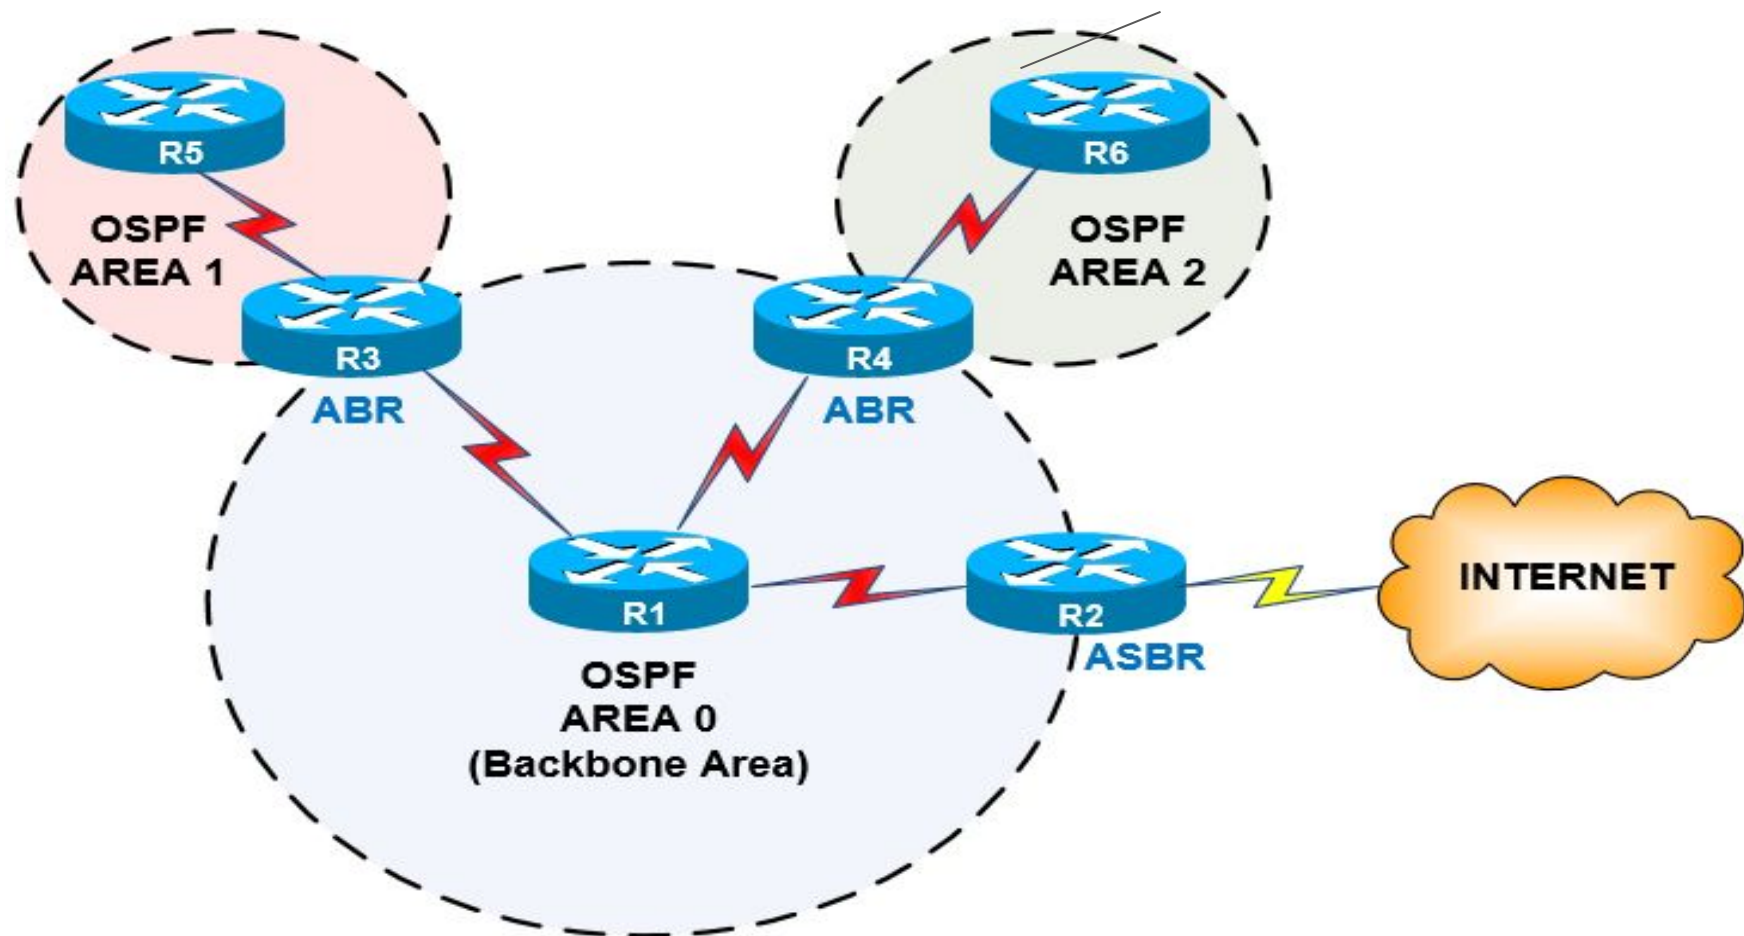 R5
R6
OSPF
AREA 1
OSPF
AREA 2
R3
R4
ABR
ABR
INTERNET
R1
R2
ASBR
OSPF
AREA 0
(Backbone Area)